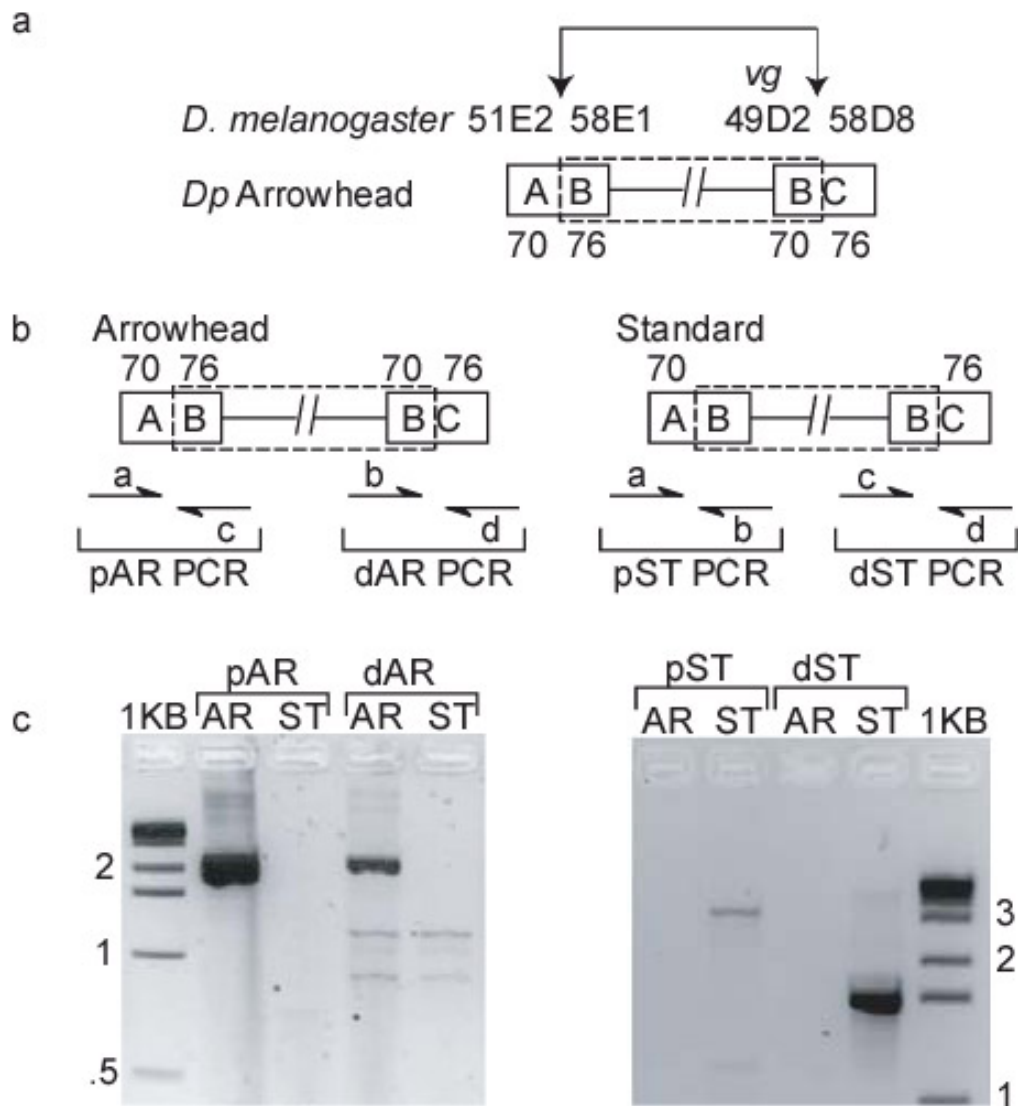 a
vg
D. melanogaster 51E2 58E1 49D2 58D8
Dp Arrowhead A B // B C
70 76 70 76
b Arrowhead Standard
70 76 70 76 70 76
A B // B C A B // B C
a b a c
c d b d
pAR PCR dAR PCR pST PCR dST PCR
pAR dAR pST dST
c 1KB AR ST AR ST AR ST AR ST 1KB
2 3
1 2
.5 1